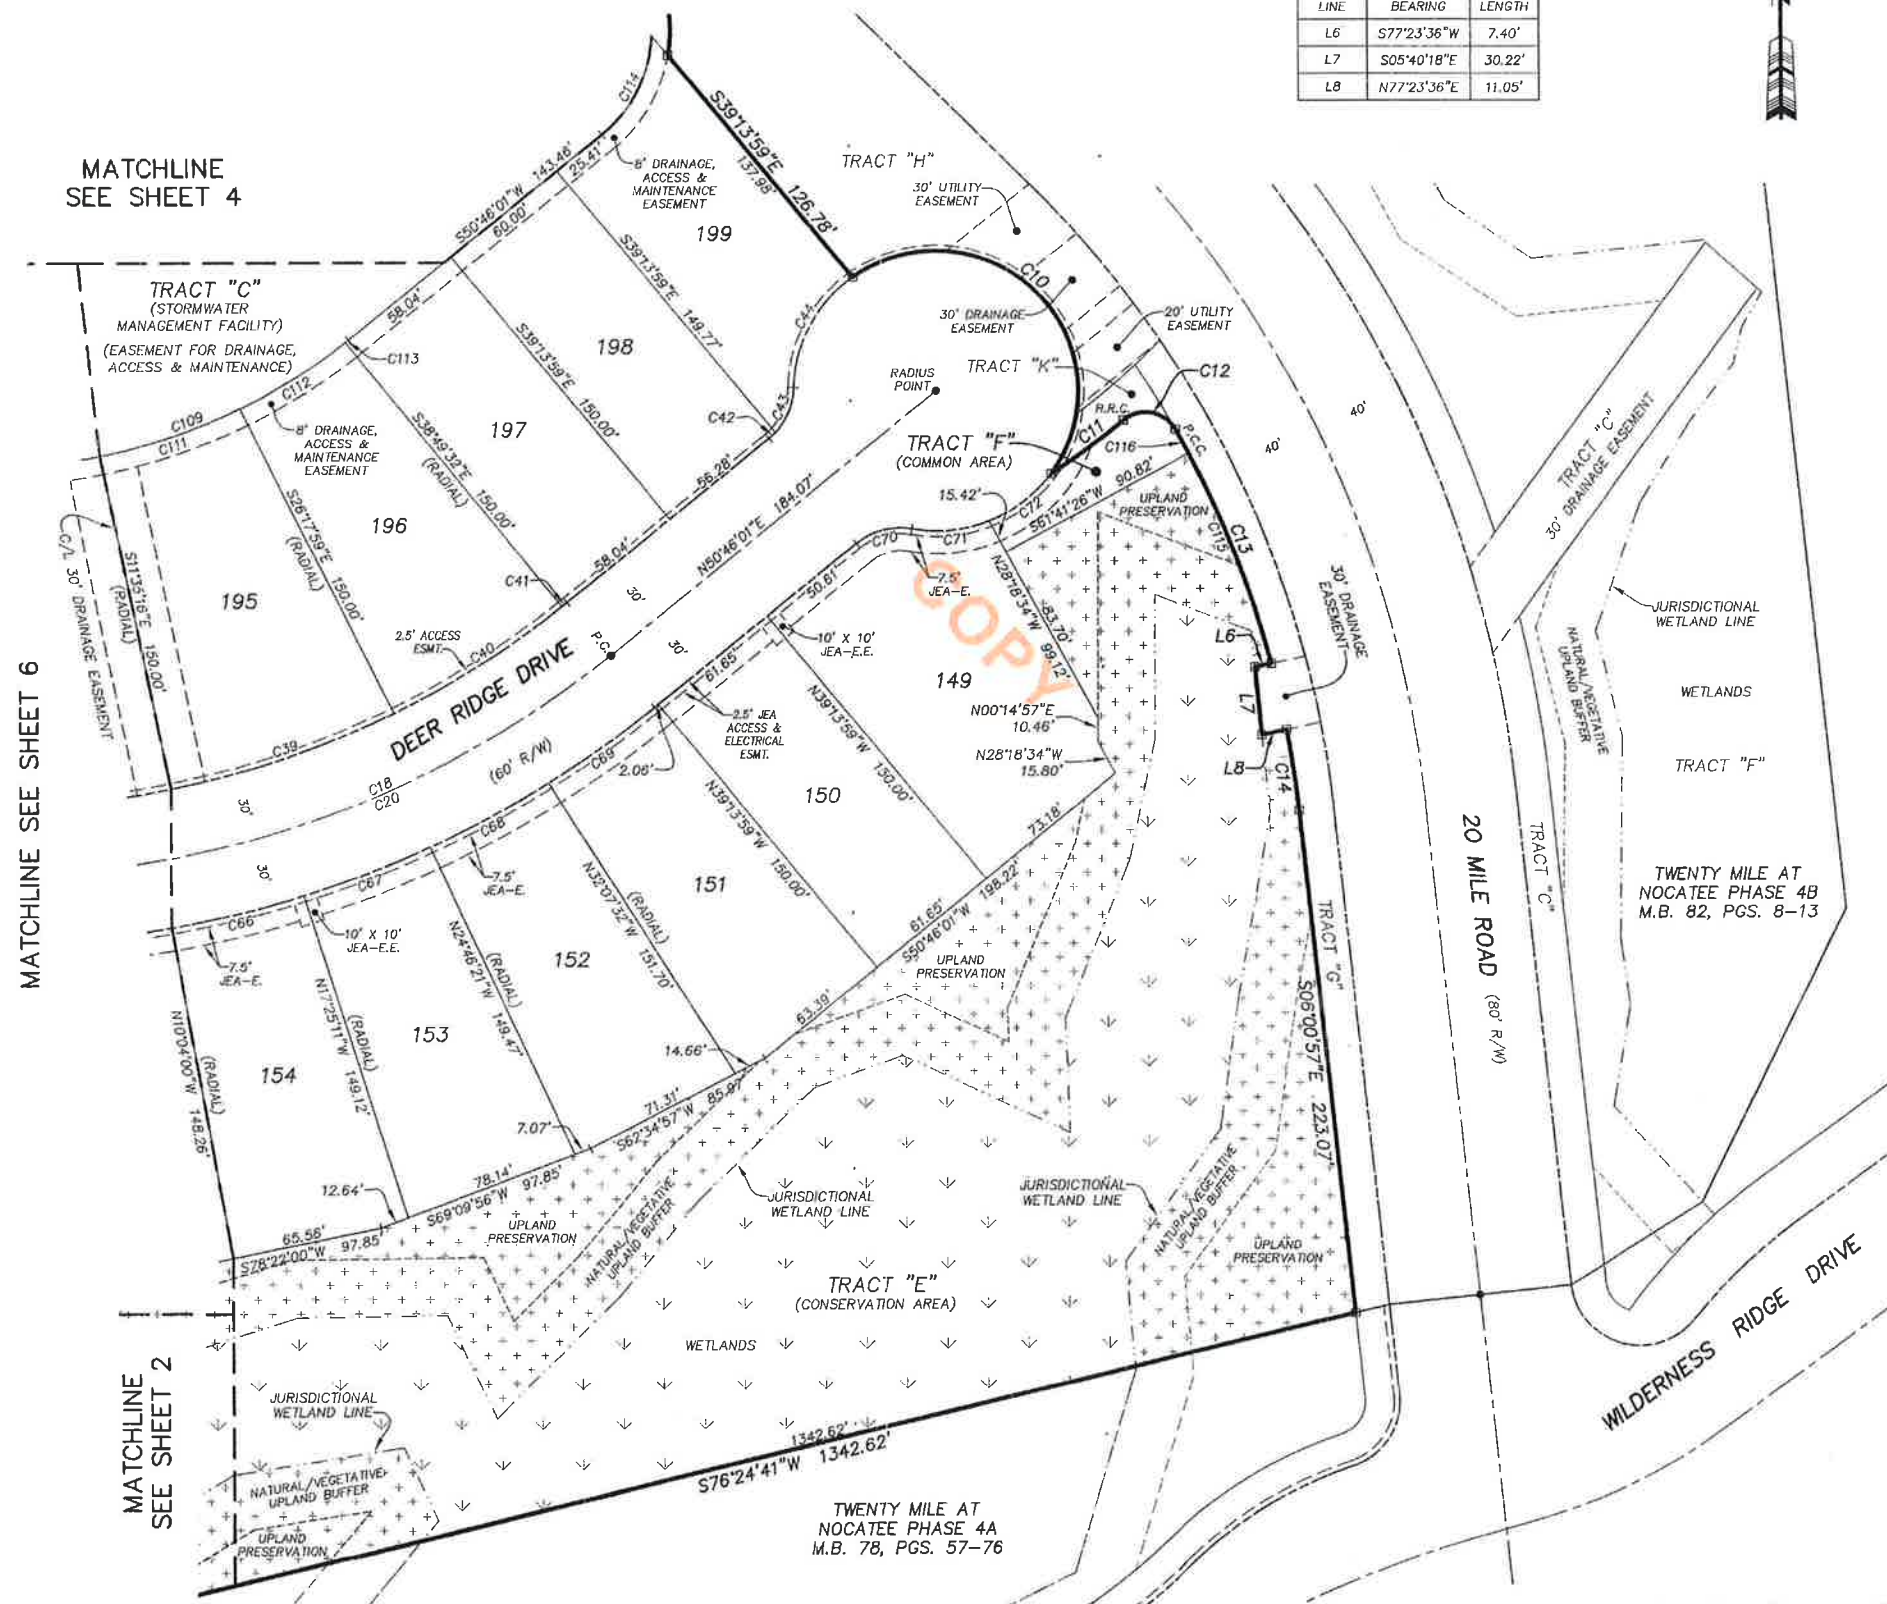 LINE BEARING LENGTH
L6 S77°23'36"W 7.40'
L7 S05°40'18"E 30.22'
L8 N77°23'36"E 11.05'
MATCHLINE
SEE SHEET 4
TRACT "C"
(STORMWATER
MANAGEMENT FACILITY)
(EASEMENT FOR DRAINAGE,
ACCESS & MAINTENANCE)
C114
S50°46'01"W 143.46'
25.41'
60.00'
58.04'
8' DRAINAGE,
ACCESS &
MAINTENANCE
EASEMENT
199
S39°13'59"E 126.78'
137.98'
TRACT "H"
30' UTILITY
EASEMENT
C10
30' DRAINAGE
EASEMENT
20' UTILITY
EASEMENT
TRACT "K"
C12
RADIUS
POINT
R.R.C.
P.C.C.
C11
C116
TRACT "F"
(COMMON AREA)
C44
C43
C42
S39°13'59"E 149.77'
198
S39°13'59"E 150.00'
C113
C112
197
S38°49'32"E 150.00'
(RADIAL)
C109
C111
8' DRAINAGE,
ACCESS &
MAINTENANCE
EASEMENT
196
S26°17'59"E 150.00'
(RADIAL)
195
S11°35'16"E 150.00'
(RADIAL)
C/L 30' DRAINAGE EASEMENT
56.28'
58.04'
C41
C40
2.5' ACCESS
ESMT.
C39
N50°46'01"E 184.07'
P.C.
30'
30'
DEER RIDGE DRIVE
(60' R/W)
C18
C20
30'
30'
MATCHLINE SEE SHEET 6
15.42'
C72
S61°41'26"W 90.82'
UPLAND
PRESERVATION
C115
C13
C70
C71
7.5'
JEA-E.
COPY
50.61'
10' X 10'
JEA-E.E.
61.65'
2.5' JEA
ACCESS &
ELECTRICAL
ESMT.
2.06'
C69
C68
7.5'
JEA-E.
C67
10' X 10'
JEA-E.E.
C66
7.5'
JEA-E.
149
N28°18'34"W 83.70'
99.12'
N00°14'57"E
10.46'
N28°18'34"W
15.80'
N39°13'59"W 150.00'
150
N39°13'59"W 150.00'
151
N32°07'32"W 151.70'
(RADIAL)
152
N24°46'21"W 149.47'
(RADIAL)
153
N17°25'11"W 149.12'
(RADIAL)
154
N10°04'00"W 148.26'
(RADIAL)
73.18'
61.65'
S50°46'01"W 198.22'
63.39'
14.66'
71.31'
S62°34'57"W 85.97'
7.07'
78.14'
S69°09'56"W 97.85'
12.64'
65.56'
S78°22'00"W 97.85'
UPLAND
PRESERVATION
UPLAND
PRESERVATION
NATURAL/VEGETATIVE
UPLAND BUFFER
JURISDICTIONAL
WETLAND LINE
JURISDICTIONAL
WETLAND LINE
NATURAL/VEGETATIVE
UPLAND BUFFER
UPLAND
PRESERVATION
TRACT "E"
(CONSERVATION AREA)
WETLANDS
L6
L7
L8
C14
30' DRAINAGE
EASEMENT
TRACT "G"
S06°00'57"E 223.07'
40'
40'
20 MILE ROAD (80' R/W)
TRACT "C"
TRACT "C"
30' DRAINAGE EASEMENT
JURISDICTIONAL
WETLAND LINE
NATURAL/VEGETATIVE
UPLAND BUFFER
WETLANDS
TRACT "F"
TWENTY MILE AT
NOCATEE PHASE 4B
M.B. 82, PGS. 8-13
WILDERNESS RIDGE DRIVE
MATCHLINE
SEE SHEET 2
JURISDICTIONAL
WETLAND LINE
NATURAL/VEGETATIVE
UPLAND BUFFER
UPLAND
PRESERVATION
1342.62'
S76°24'41"W 1342.62'
TWENTY MILE AT
NOCATEE PHASE 4A
M.B. 78, PGS. 57-76